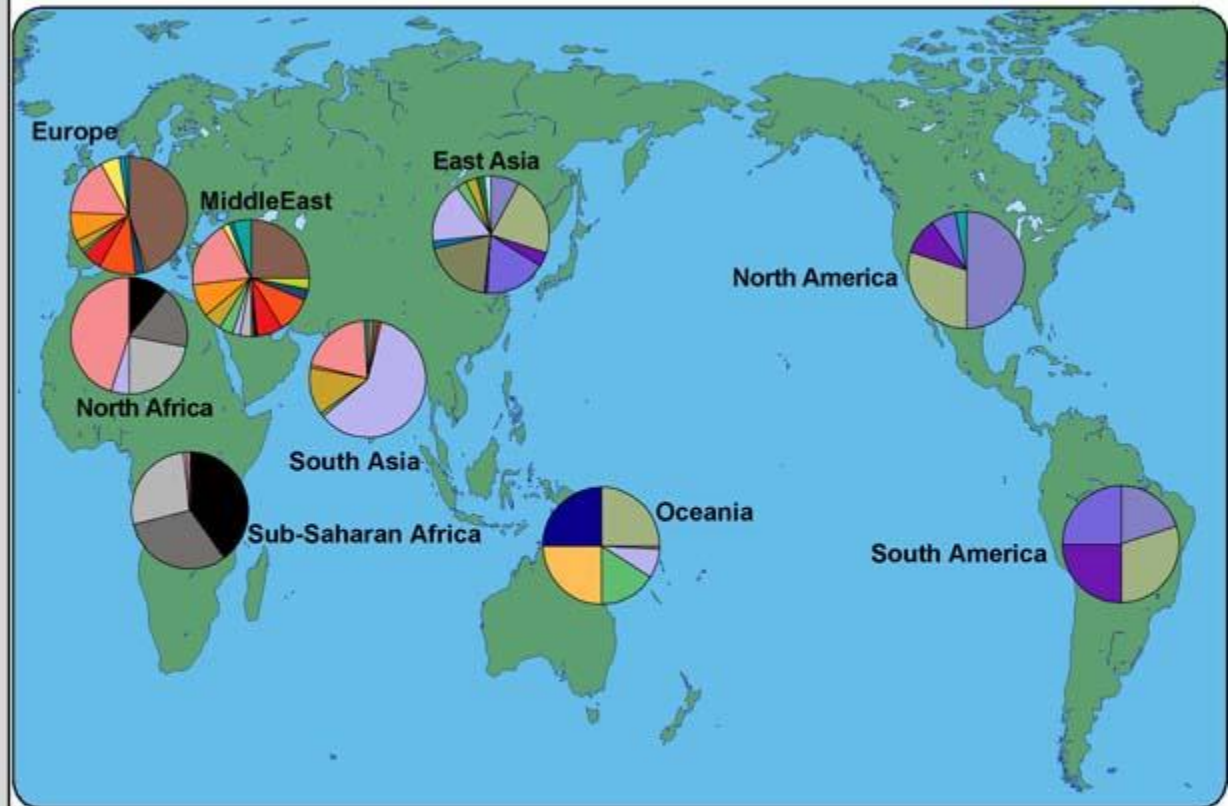 Europe
East Asia
MiddleEast
North America
North Africa
South Asia
Oceania
Sub-Saharan Africa
South America